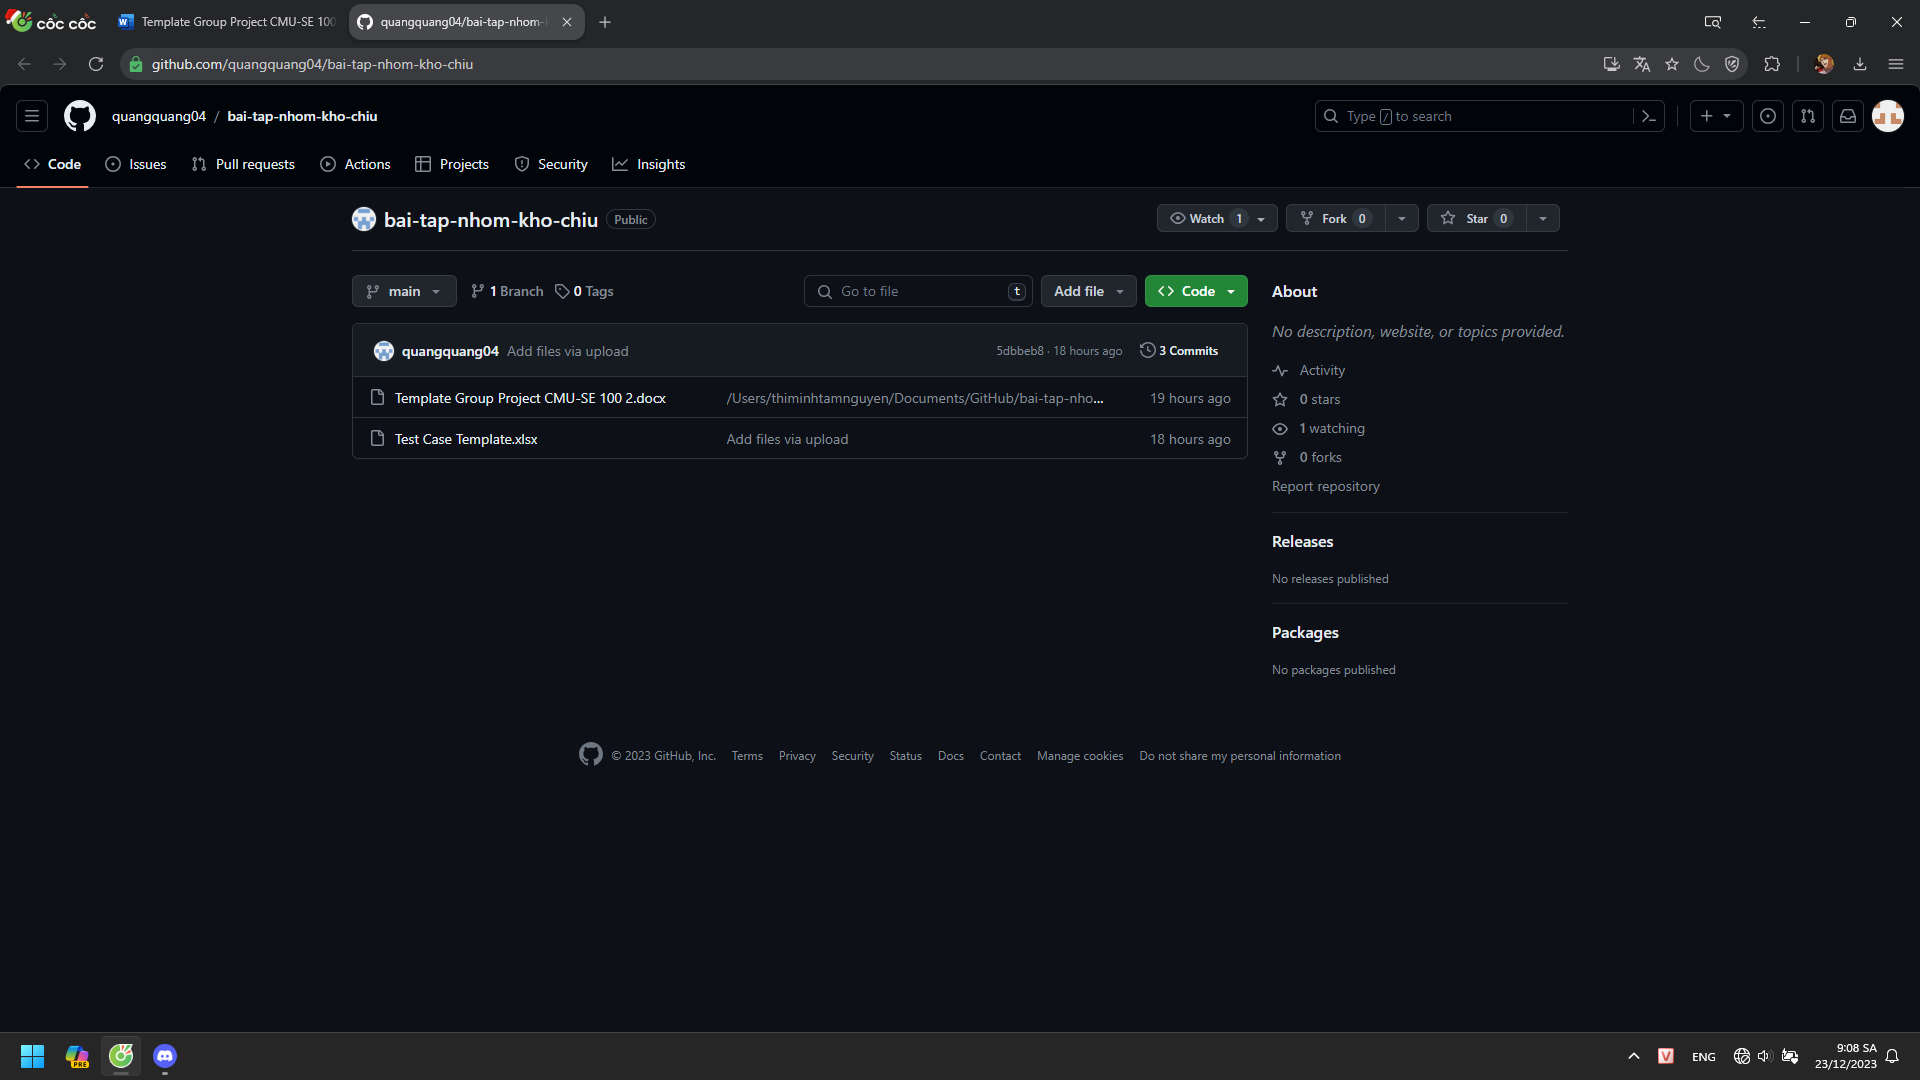 cốc cốc
Template Group Project CMU-SE 100
quangquang04/bai-tap-nhom-
github.com/quangquang04/bai-tap-nhom-kho-chiu
quangquang04 / bai-tap-nhom-kho-chiu
Type / to search
Code
Issues
Pull requests
Actions
Projects
Security
Insights
bai-tap-nhom-kho-chiu
Public
Watch 1
Fork 0
Star 0
main
1 Branch
0 Tags
Go to file
t
Add file
Code
About
No description, website, or topics provided.
quangquang04 Add files via upload
5dbbeb8 · 18 hours ago
3 Commits
Template Group Project CMU-SE 100 2.docx
/Users/thiminhtamnguyen/Documents/GitHub/bai-tap-nho...
19 hours ago
Test Case Template.xlsx
Add files via upload
18 hours ago
Activity
0 stars
1 watching
0 forks
Report repository
Releases
No releases published
Packages
No packages published
© 2023 GitHub, Inc.
Terms
Privacy
Security
Status
Docs
Contact
Manage cookies
Do not share my personal information
PRE
V
ENG
9:08 SA
23/12/2023